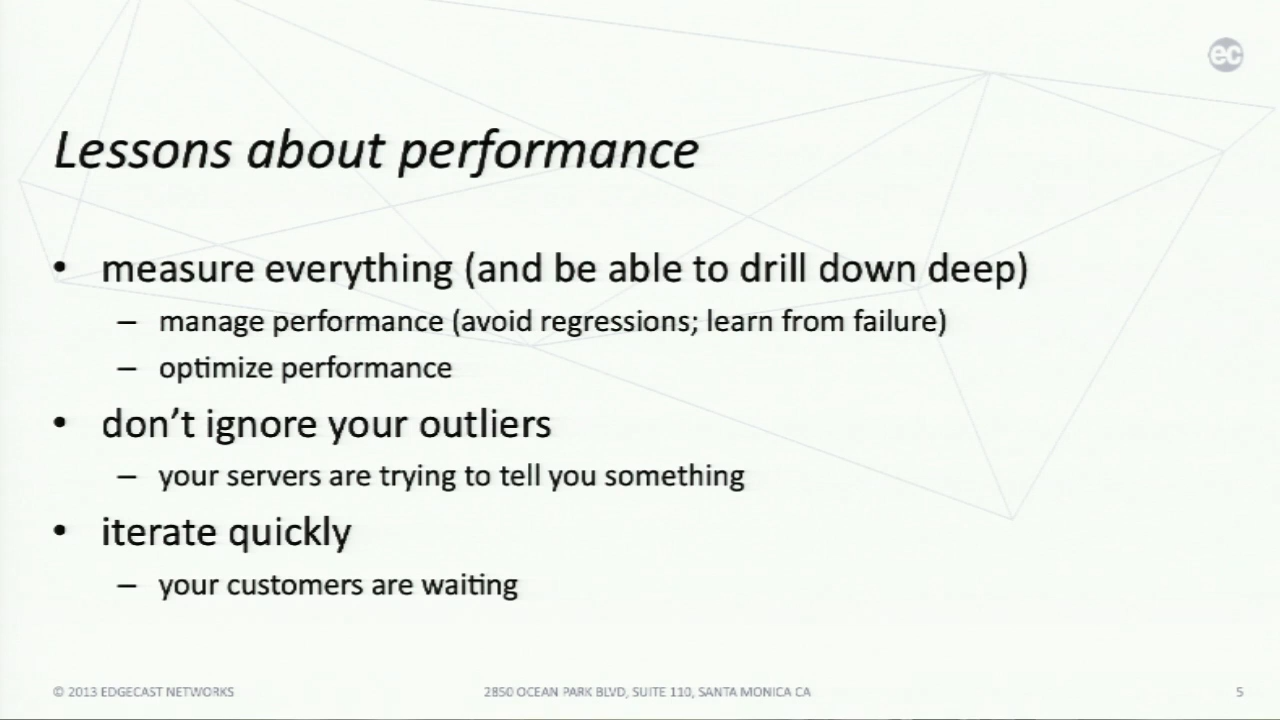 ec
Lessons about performance
• measure everything (and be able to drill down deep)
– manage performance (avoid regressions; learn from failure)
– optimize performance
• don’t ignore your outliers
– your servers are trying to tell you something
• iterate quickly
– your customers are waiting
© 2013 EDGECAST NETWORKS
2850 OCEAN PARK BLVD, SUITE 110, SANTA MONICA CA
5